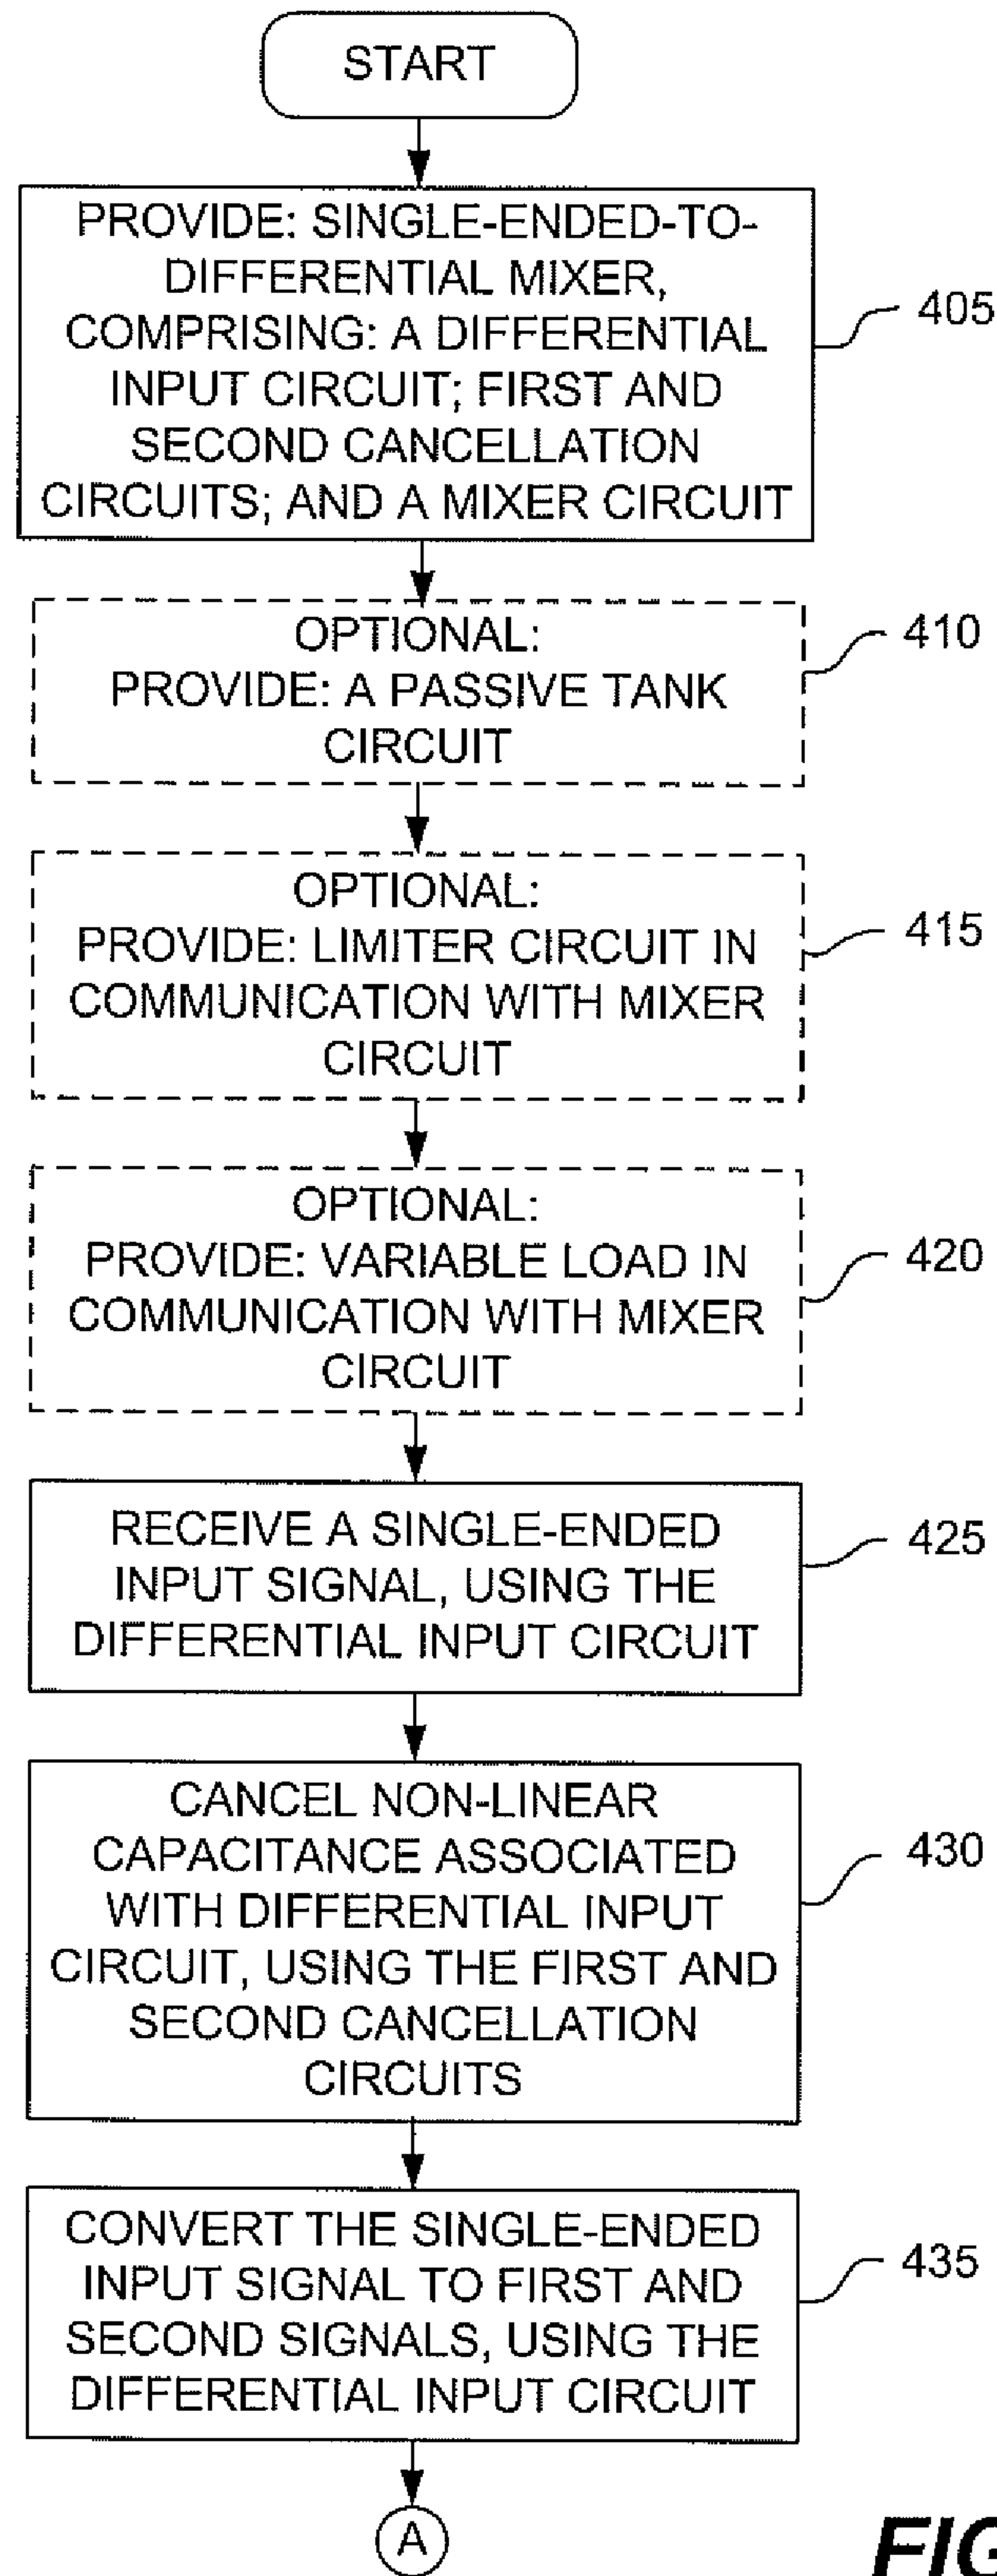 START
PROVIDE: SINGLE-ENDED-TO-
DIFFERENTIAL MIXER,
COMPRISING: A DIFFERENTIAL
INPUT CIRCUIT; FIRST AND
SECOND CANCELLATION
CIRCUITS; AND A MIXER CIRCUIT
405
OPTIONAL:
PROVIDE: A PASSIVE TANK
CIRCUIT
410
OPTIONAL:
PROVIDE: LIMITER CIRCUIT IN
COMMUNICATION WITH MIXER
CIRCUIT
415
OPTIONAL:
PROVIDE: VARIABLE LOAD IN
COMMUNICATION WITH MIXER
CIRCUIT
420
RECEIVE A SINGLE-ENDED
INPUT SIGNAL, USING THE
DIFFERENTIAL INPUT CIRCUIT
425
CANCEL NON-LINEAR
CAPACITANCE ASSOCIATED
WITH DIFFERENTIAL INPUT
CIRCUIT, USING THE FIRST AND
SECOND CANCELLATION
CIRCUITS
430
CONVERT THE SINGLE-ENDED
INPUT SIGNAL TO FIRST AND
SECOND SIGNALS, USING THE
DIFFERENTIAL INPUT CIRCUIT
435
A
FIG